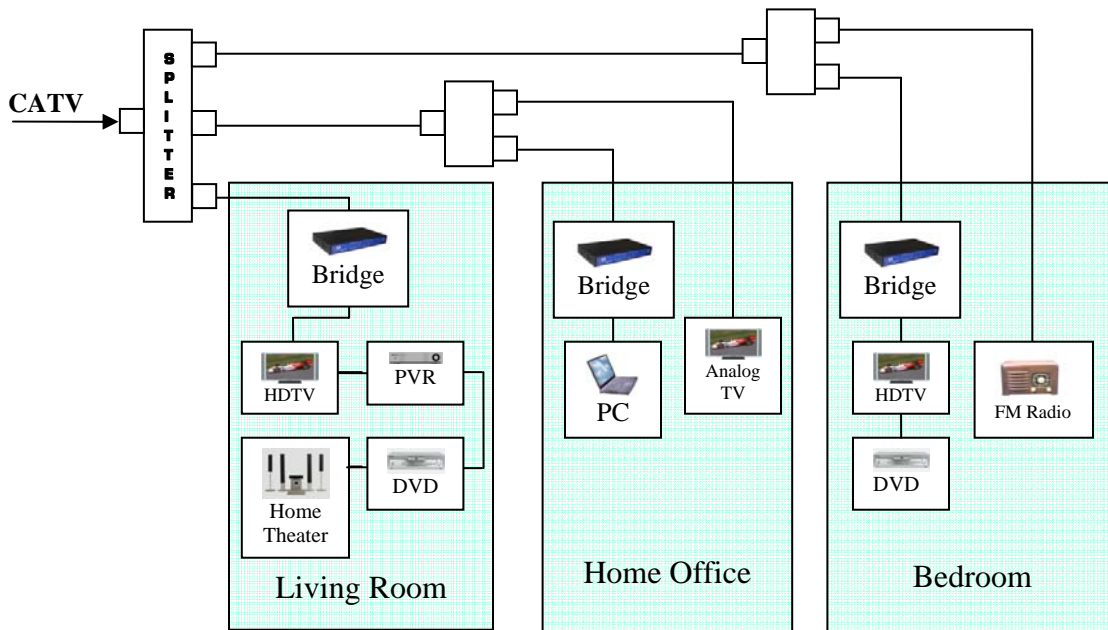 CATV
SPLITTER
Bridge
HDTV
PVR
Home
Theater
DVD
Living Room
Bridge
PC
Analog
TV
Home Office
Bridge
HDTV
DVD
FM Radio
Bedroom